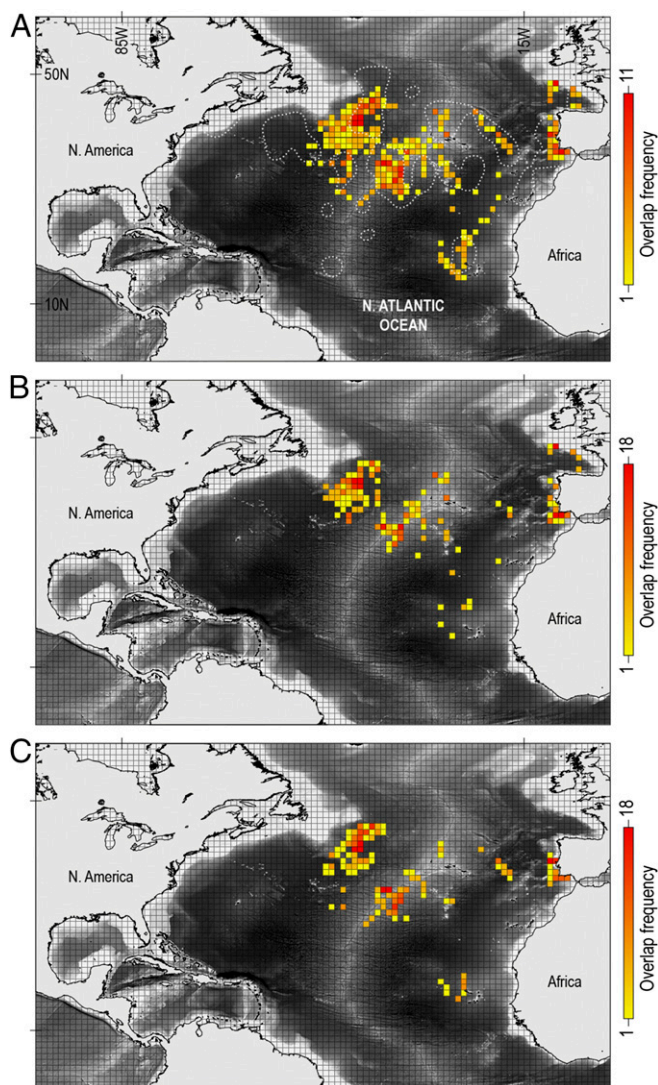 A
85W
15W
50N
N. America
Africa
10N
N. ATLANTIC
OCEAN
11
Overlap frequency
1
B
N. America
Africa
18
Overlap frequency
1
C
N. America
Africa
18
Overlap frequency
1